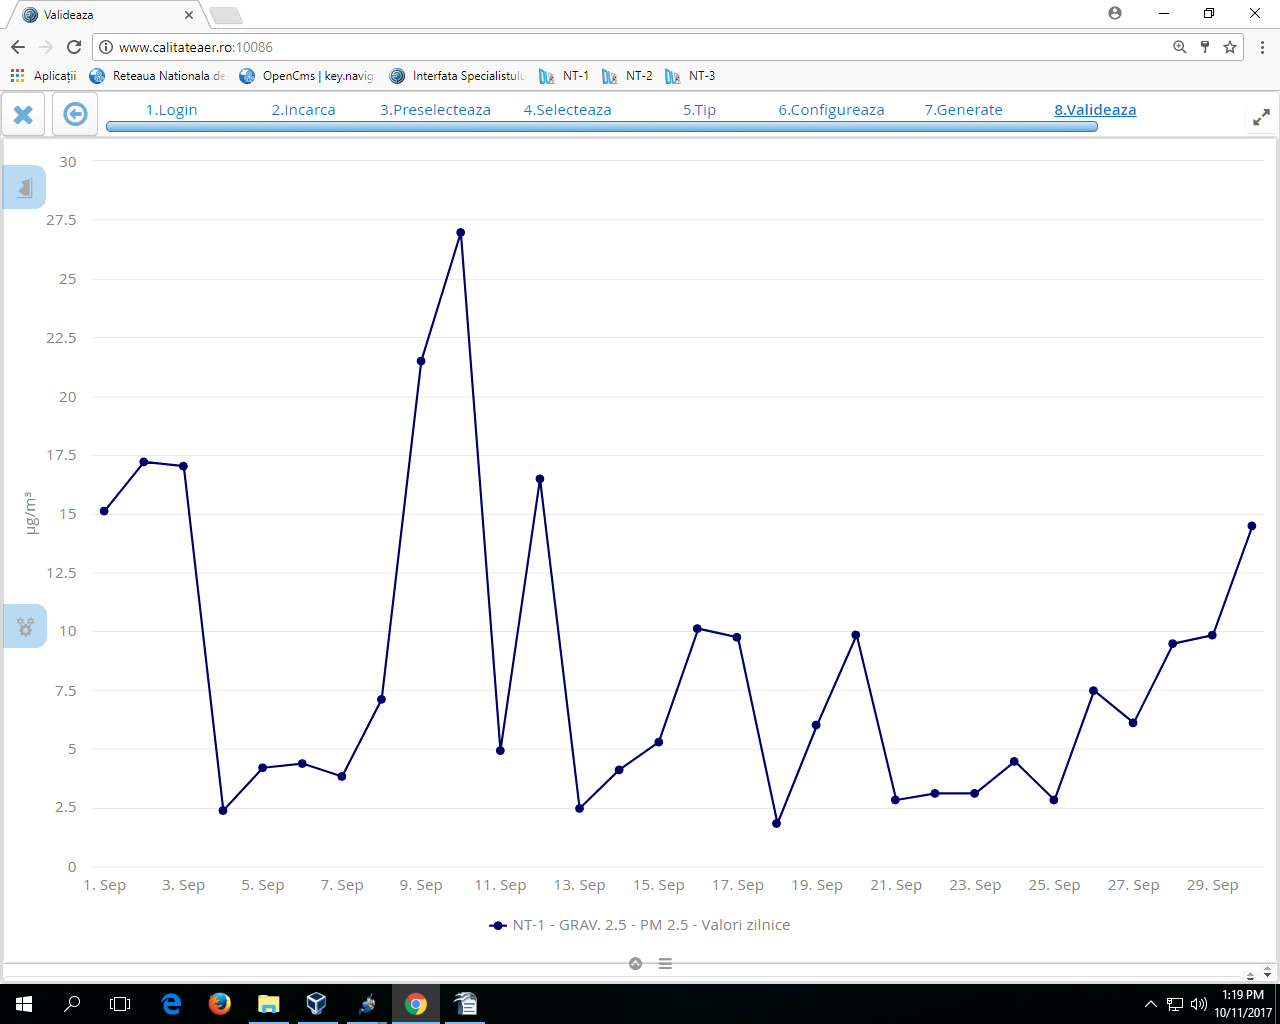 Valideaza
www.calitateaer.ro:10086
Aplicații
Reteaua Nationala de
OpenCms | key.navig
Interfata Specialistulu
NT-1
NT-2
NT-3
1.Login
2.Incarca
3.Preselecteaza
4.Selecteaza
5.Tip
6.Configureaza
7.Generate
8.Valideaza
30
27.5
25
22.5
20
17.5
15
12.5
10
7.5
5
2.5
0
µg/m³
1. Sep
3. Sep
5. Sep
7. Sep
9. Sep
11. Sep
13. Sep
15. Sep
17. Sep
19. Sep
21. Sep
23. Sep
25. Sep
27. Sep
29. Sep
NT-1 - GRAV. 2.5 - PM 2.5 - Valori zilnice
1:19 PM
10/11/2017